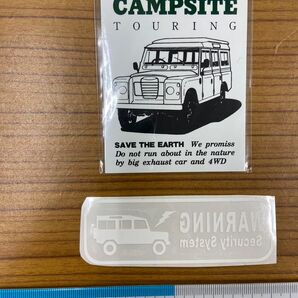 CAMPSITE
TOURING
SAVE THE EARTH We promiss
Do not run about in the nature
by big exhaust car and 4WD
WARNING
Security System